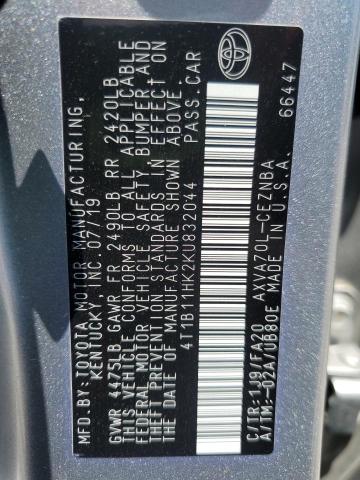 MFD.BY:TOYOTA MOTOR MANUFACTURING,
KENTUCKY, INC. 07/19
GVWR 4475LB GAWR FR 2490LB RR 2420LB
THIS VEHICLE CONFORMS TO ALL APPLICABLE
FEDERAL MOTOR VEHICLE SAFETY, BUMPER AND
THEFT PREVENTION STANDARDS IN EFFECT ON
THE DATE OF MANUFACTURE SHOWN ABOVE.
4T1B11HK2KU832044 PASS.CAR
C/TR:1J9/FA20 AXVA70L-CEZNBA
A/TM:-02A/UB80E U.S.A. 66447